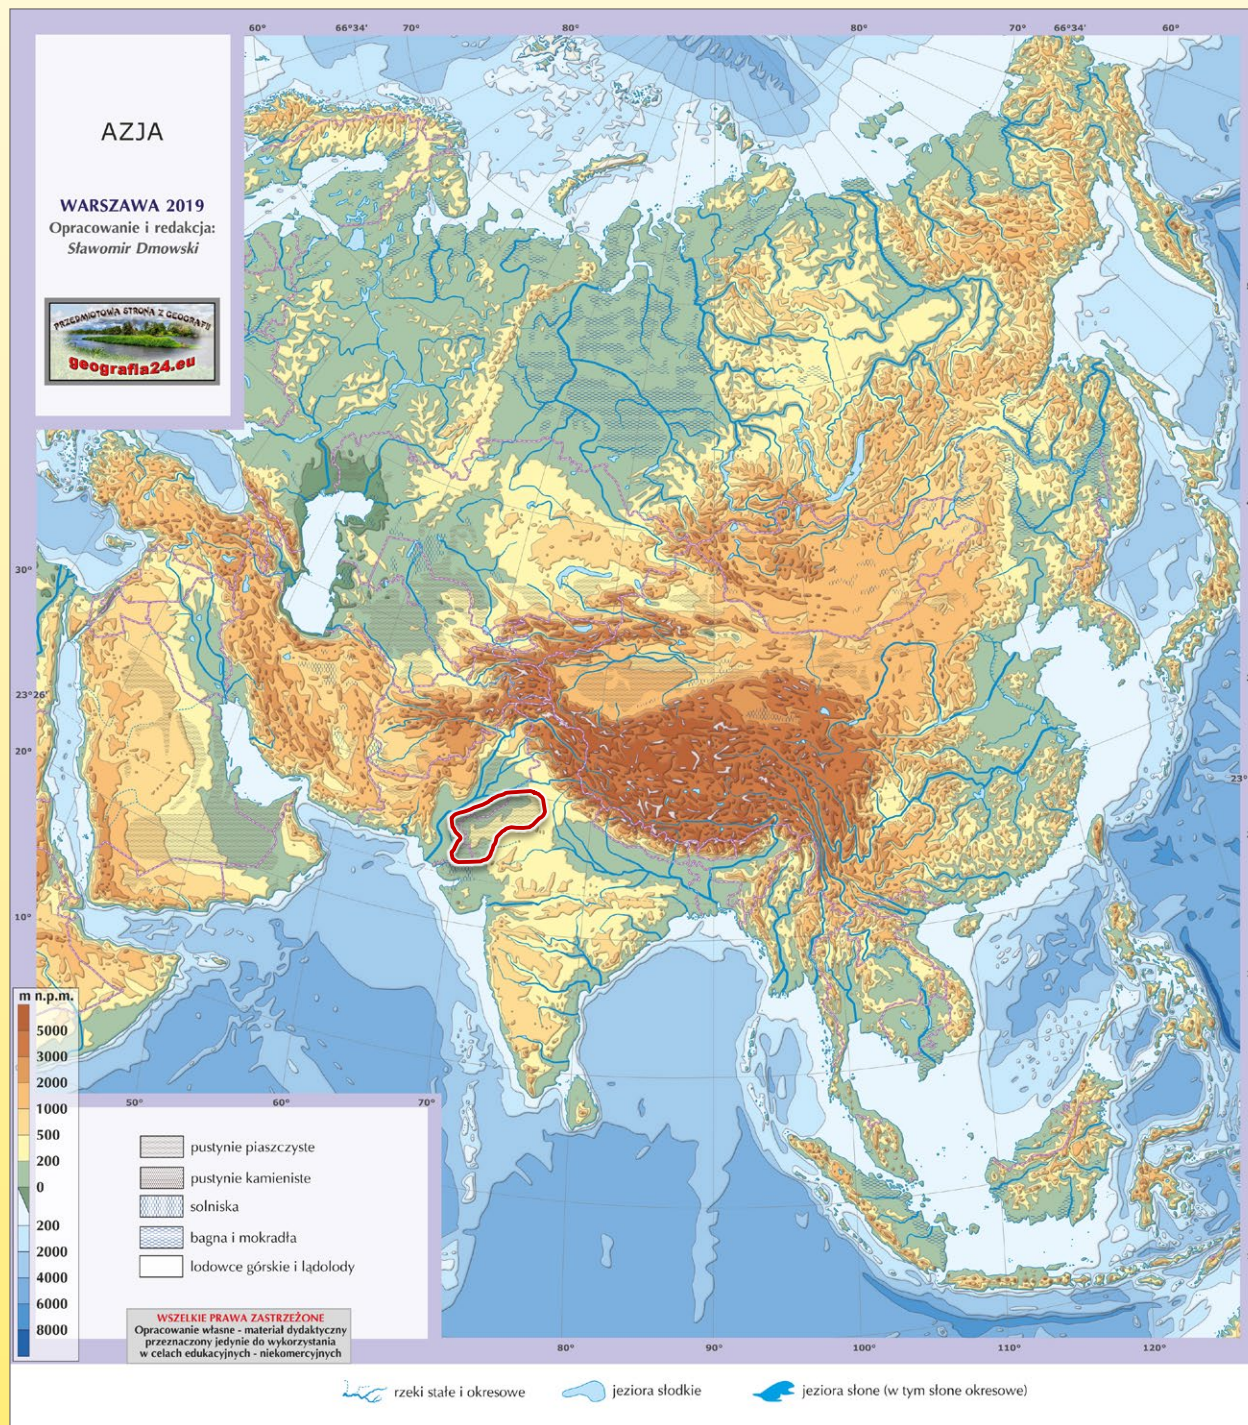 60°
66°34'
70°
80°
80°
70°
66°34'
60°
AZJA
WARSZAWA 2019
Opracowanie i redakcja:
Sławomir Dmowski
PRZEDMIOTOWA STRONA Z GEOGRAFII
geografia24.eu
30°
23°26'
20°
10°
23°
m n.p.m.
5000
3000
2000
1000
500
200
0
200
2000
4000
6000
8000
50°
60°
70°
pustynie piaszczyste
pustynie kamieniste
solniska
bagna i mokradła
lodowce górskie i lądolody
WSZELKIE PRAWA ZASTRZEŻONE
Opracowanie własne - materiał dydaktyczny
przeznaczony jedynie do wykorzystania
w celach edukacyjnych - niekomercyjnych
80°
90°
100°
110°
120°
rzeki stałe i okresowe
jeziora słodkie
jeziora słone (w tym słone okresowe)